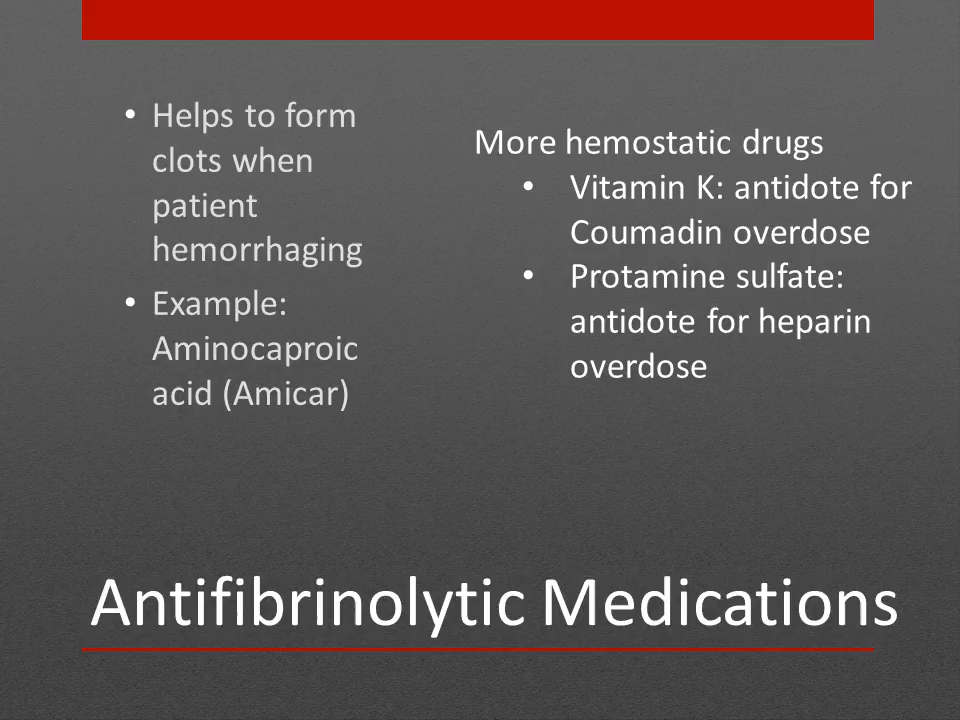 • Helps to form
clots when
patient
hemorrhaging
• Example:
Aminocaproic
acid (Amicar)
More hemostatic drugs
• Vitamin K: antidote for
Coumadin overdose
• Protamine sulfate:
antidote for heparin
overdose
Antifibrinolytic Medications